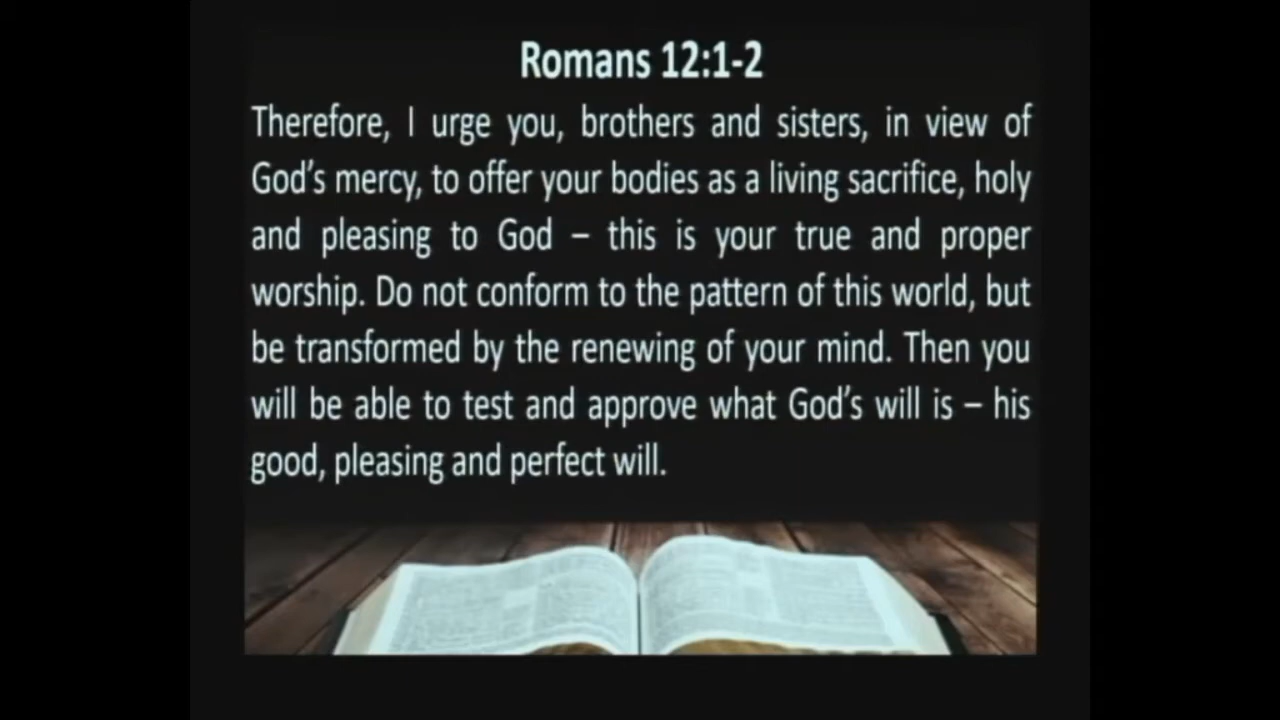 Romans 12:1-2
Therefore, I urge you, brothers and sisters, in view of
God’s mercy, to offer your bodies as a living sacrifice, holy
and pleasing to God – this is your true and proper
worship. Do not conform to the pattern of this world, but
be transformed by the renewing of your mind. Then you
will be able to test and approve what God’s will is – his
good, pleasing and perfect will.